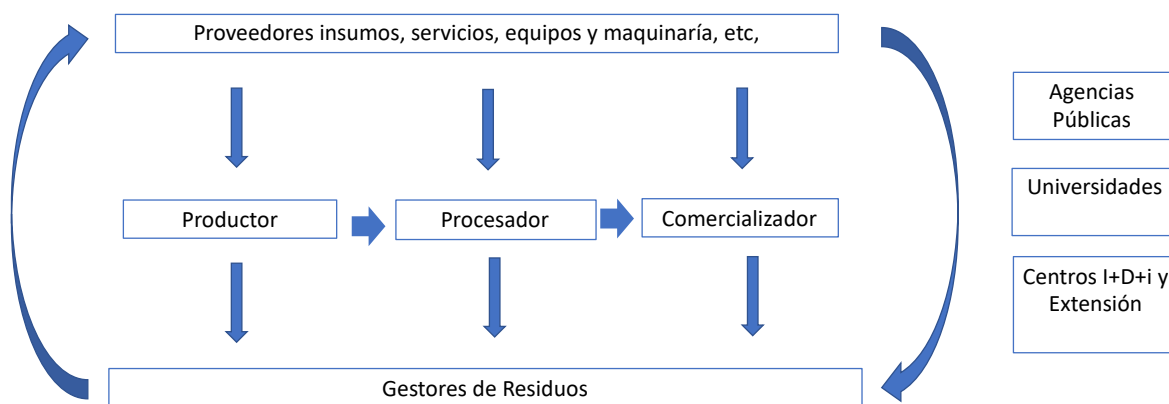 Proveedores insumos, servicios, equipos y maquinaría, etc,
Agencias
Públicas
Universidades
Productor
Procesador
Comercializador
Centros I+D+i y
Extensión
Gestores de Residuos